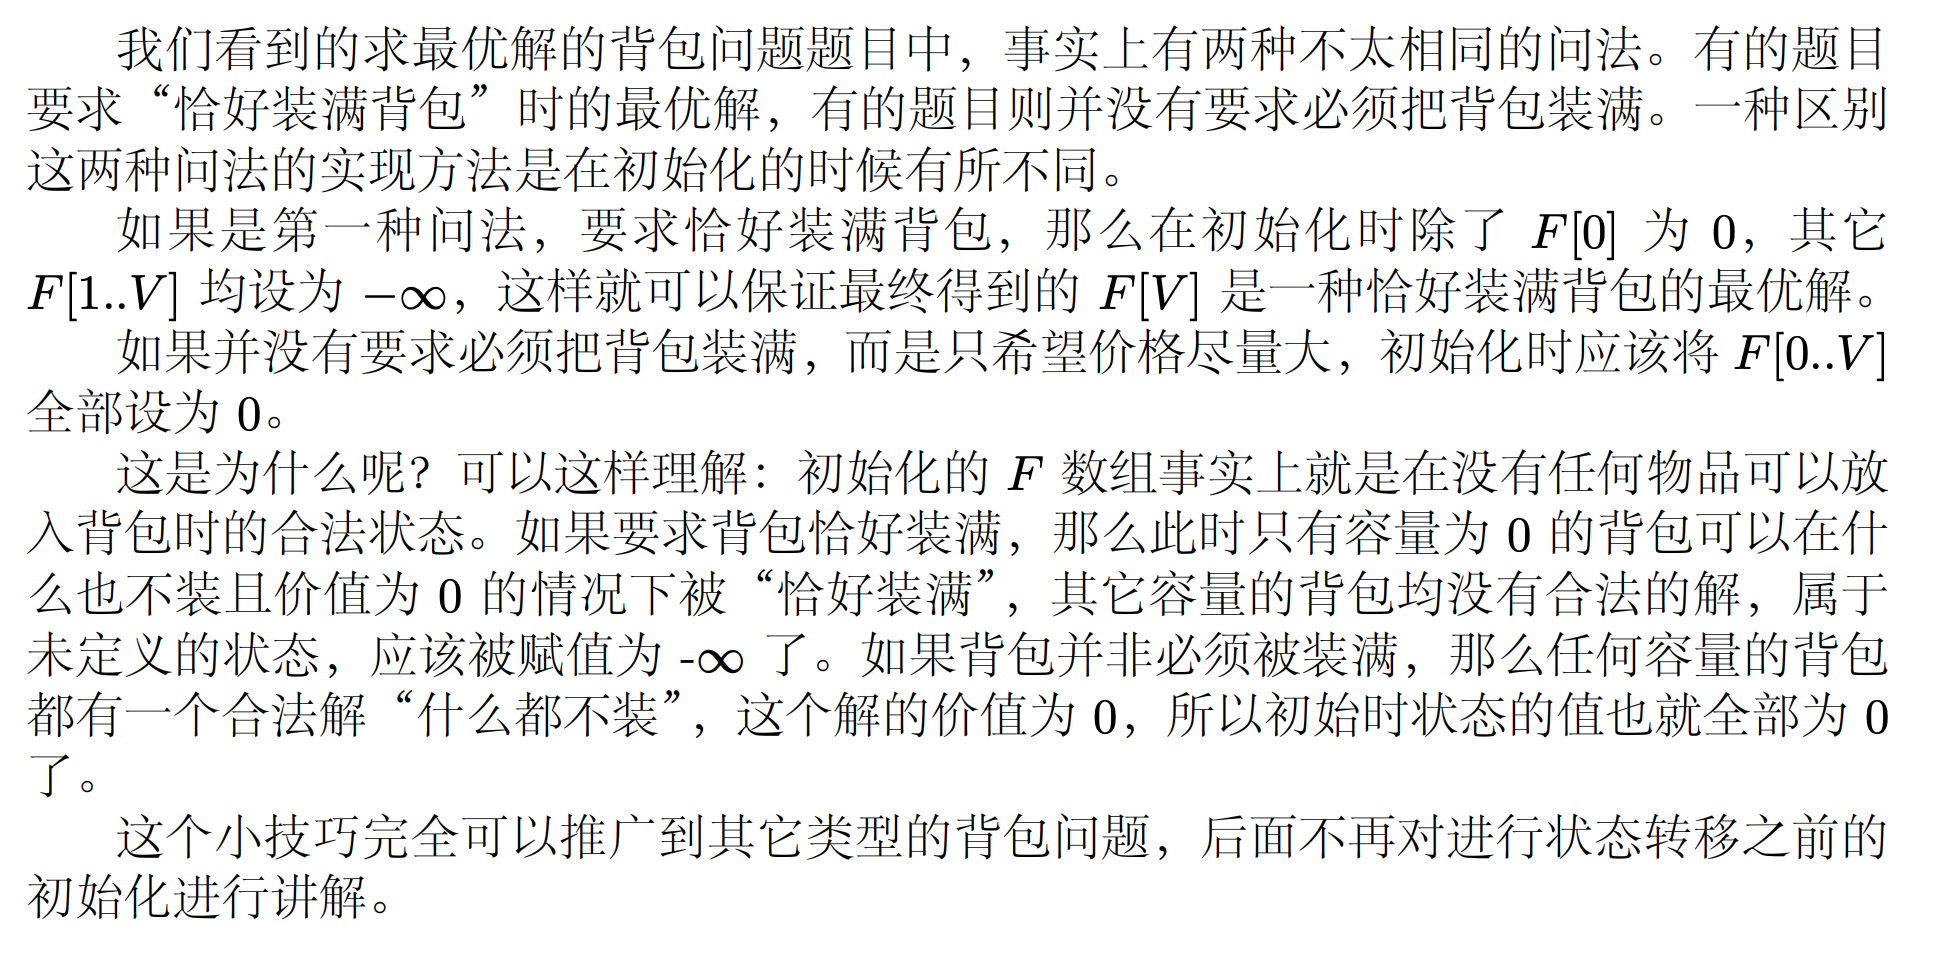 我们看到的求最优解的背包问题题目中，事实上有两种不太相同的问法。有的题目
要求“恰好装满背包”时的最优解，有的题目则并没有要求必须把背包装满。一种区别
这两种问法的实现方法是在初始化的时候有所不同。
如果是第一种问法，要求恰好装满背包，那么在初始化时除了 F[0] 为 0，其它
F[1..V] 均设为 −∞，这样就可以保证最终得到的 F[V] 是一种恰好装满背包的最优解。
如果并没有要求必须把背包装满，而是只希望价格尽量大，初始化时应该将 F[0..V]
全部设为 0。
这是为什么呢？可以这样理解：初始化的 F 数组事实上就是在没有任何物品可以放
入背包时的合法状态。如果要求背包恰好装满，那么此时只有容量为 0 的背包可以在什
么也不装且价值为 0 的情况下被“恰好装满”，其它容量的背包均没有合法的解，属于
未定义的状态，应该被赋值为 -∞ 了。如果背包并非必须被装满，那么任何容量的背包
都有一个合法解“什么都不装”，这个解的价值为 0，所以初始时状态的值也就全部为 0
了。
这个小技巧完全可以推广到其它类型的背包问题，后面不再对进行状态转移之前的
初始化进行讲解。